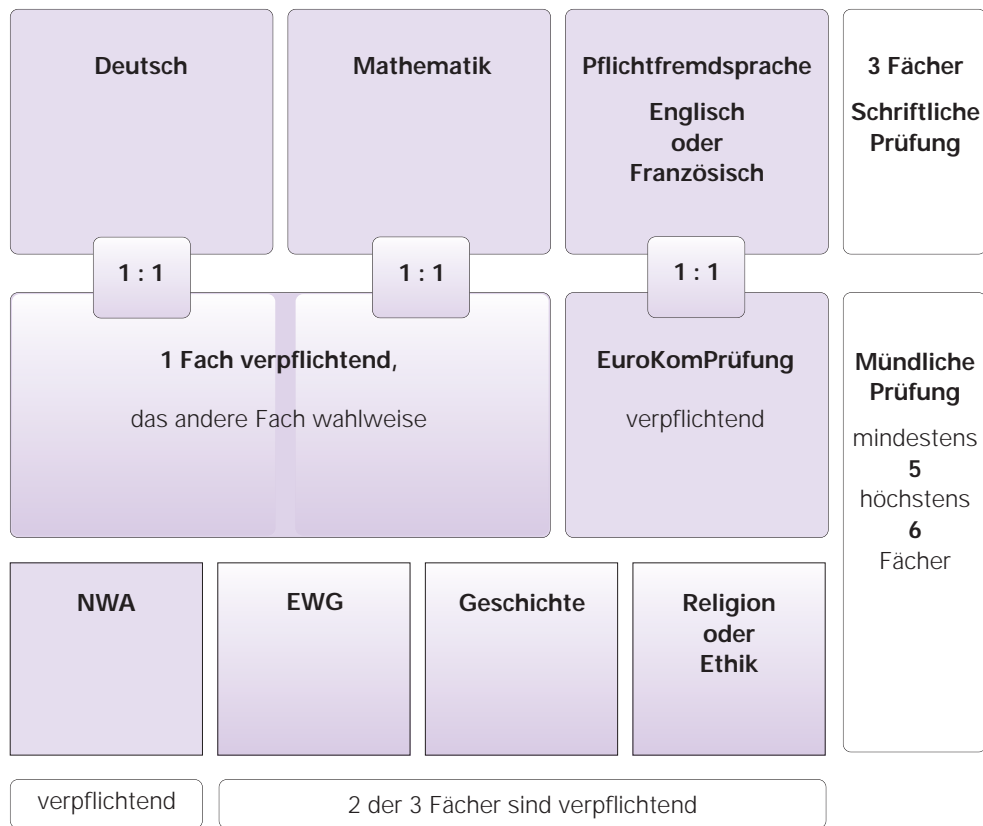 Deutsch
Mathematik
Pflichtfremdsprache
Englisch
oder
Französisch
3 Fächer
Schriftliche
Prüfung
1 : 1
1 : 1
1 : 1
1 Fach verpflichtend,
das andere Fach wahlweise
EuroKomPrüfung
verpflichtend
Mündliche
Prüfung
mindestens
5
höchstens
6
Fächer
NWA
EWG
Geschichte
Religion
oder
Ethik
verpflichtend
2 der 3 Fächer sind verpflichtend